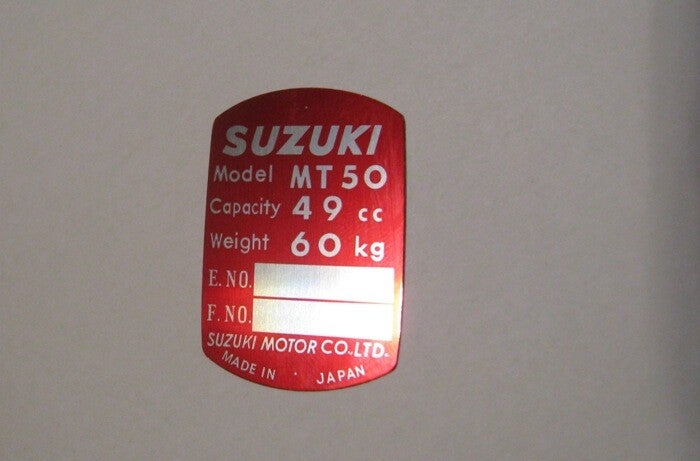 SUZUKI
Model MT50
Capacity 49 cc
Weight 60 kg
E. NO.
F. NO.
SUZUKI MOTOR CO.,LTD.
MADE IN · JAPAN